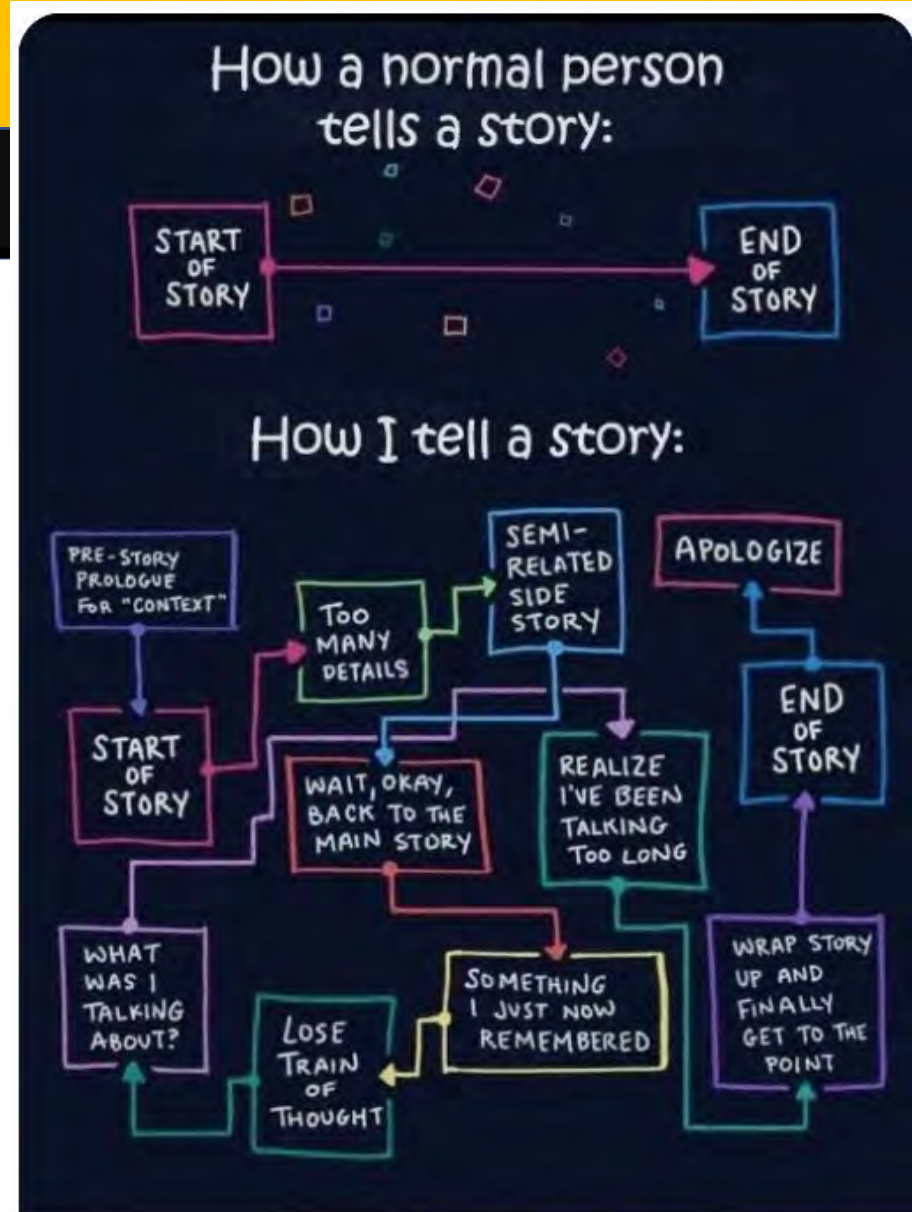 How a normal person
tells a story:
START
OF
STORY
END
OF
STORY
How I tell a story:
PRE-STORY
PROLOGUE
FOR "CONTEXT"
START
OF
STORY
TOO
MANY
DETAILS
SEMI-
RELATED
SIDE
STORY
WAIT, OKAY,
BACK TO THE
MAIN STORY
SOMETHING
I JUST NOW
REMEMBERED
LOSE
TRAIN
OF
THOUGHT
WHAT
WAS I
TALKING
ABOUT?
REALIZE
I'VE BEEN
TALKING
TOO LONG
WRAP STORY
UP AND
FINALLY
GET TO THE
POINT
END
OF
STORY
APOLOGIZE